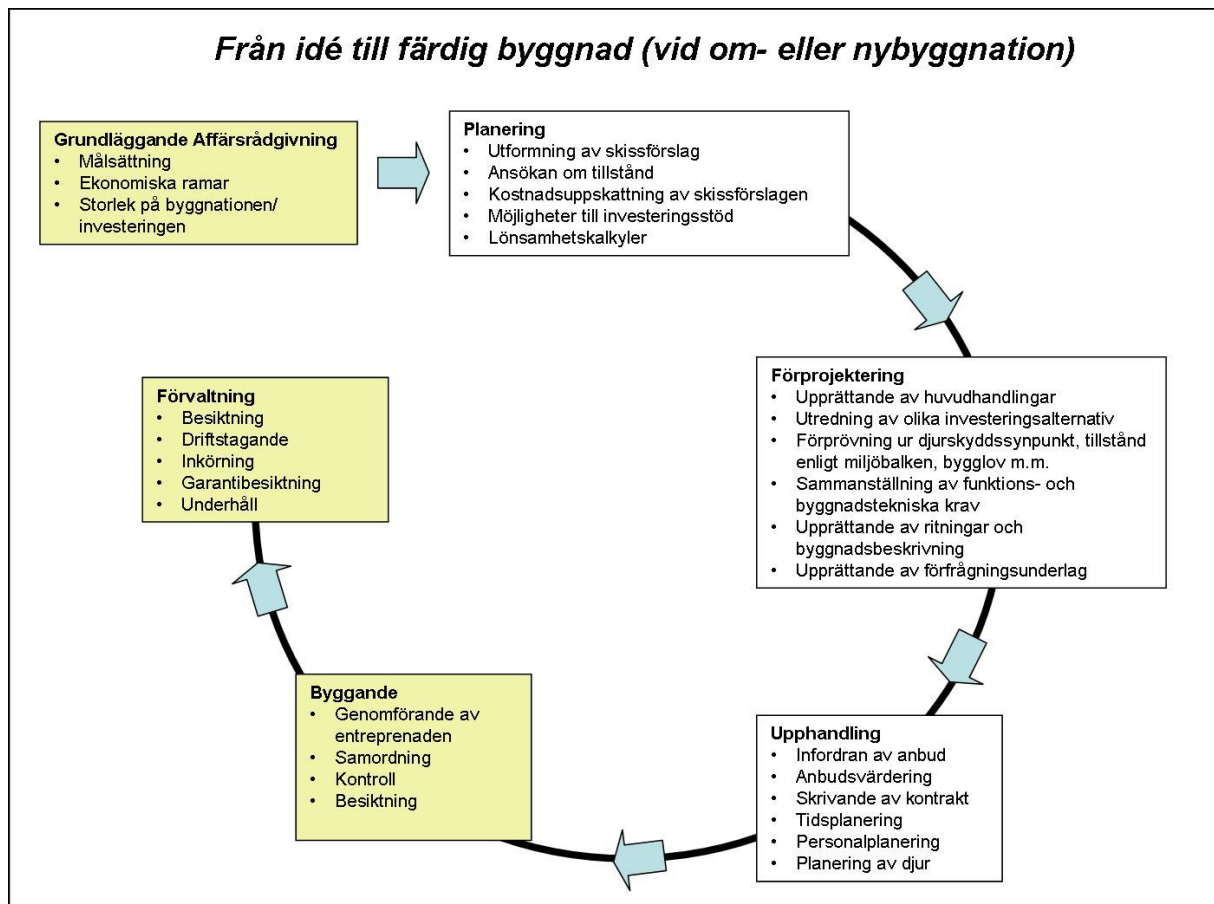 Från idé till färdig byggnad (vid om- eller nybyggnation)
Grundläggande Affärsrådgivning
• Målsättning
• Ekonomiska ramar
• Storlek på byggnationen/
investeringen
Planering
• Utformning av skissförslag
• Ansökan om tillstånd
• Kostnadsuppskattning av skissförslagen
• Möjligheter till investeringsstöd
• Lönsamhetskalkyler
Förprojektering
• Upprättande av huvudhandlingar
• Utredning av olika investeringsalternativ
• Förprövning ur djurskyddssynpunkt, tillstånd
enligt miljöbalken, bygglov m.m.
• Sammanställning av funktions- och
byggnadstekniska krav
• Upprättande av ritningar och
byggnadsbeskrivning
• Upprättande av förfrågningsunderlag
Upphandling
• Infordran av anbud
• Anbudsvärdering
• Skrivande av kontrakt
• Tidsplanering
• Personalplanering
• Planering av djur
Byggande
• Genomförande av
entreprenaden
• Samordning
• Kontroll
• Besiktning
Förvaltning
• Besiktning
• Driftstagande
• Inkörning
• Garantibesiktning
• Underhåll